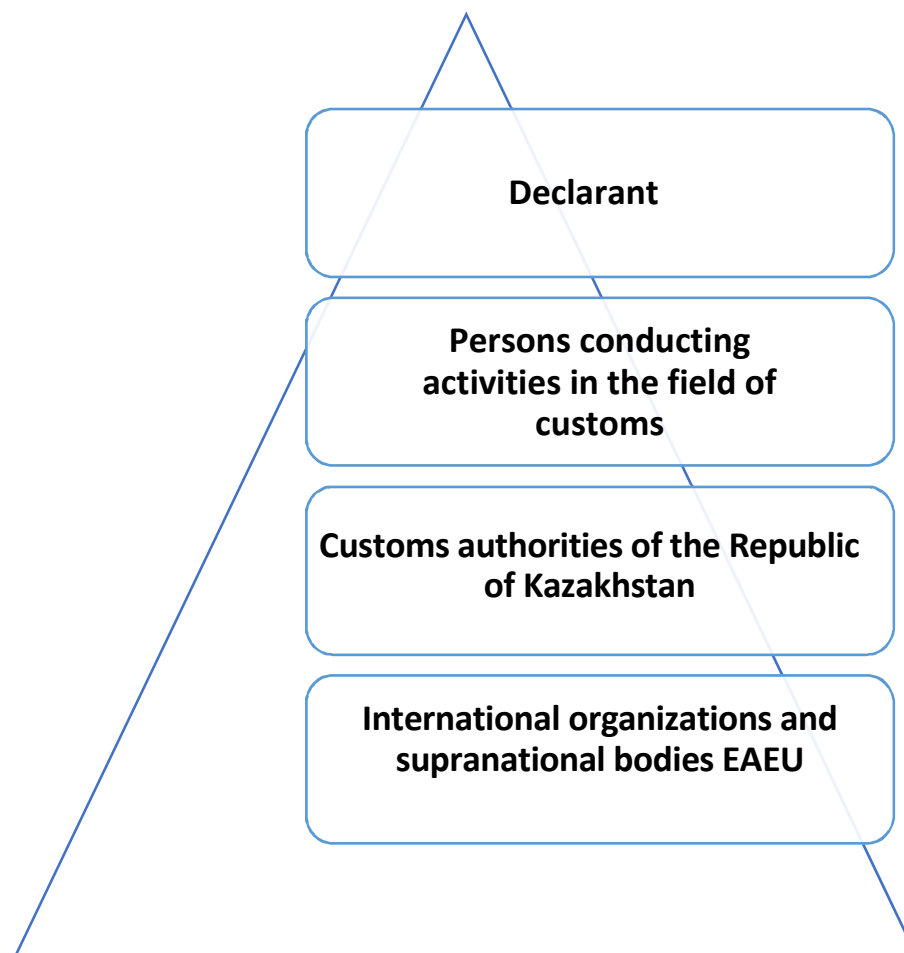 Declarant
Persons conducting
activities in the field of
customs
Customs authorities of the Republic
of Kazakhstan
International organizations and
supranational bodies EAEU